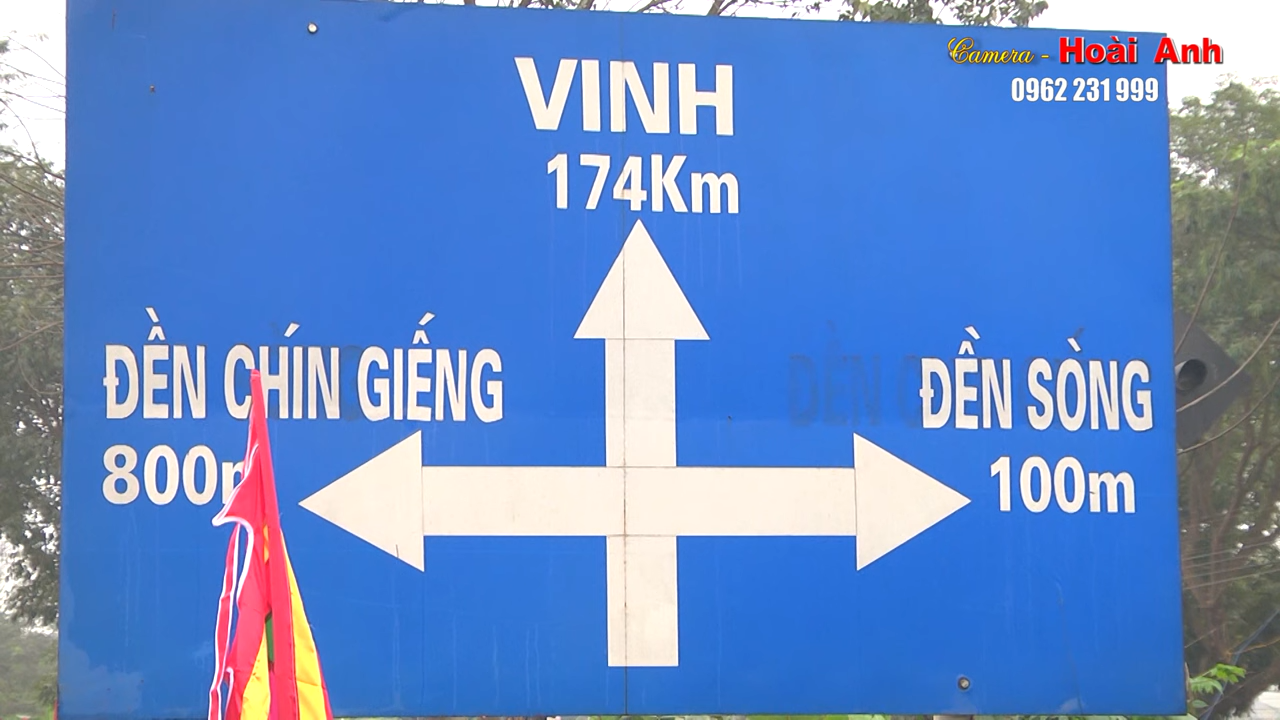 Camera - Hoài Anh
0962 231 999
VINH
174Km
ĐỀN CHÍN GIẾNG
800m
ĐỀN SÒNG
100m